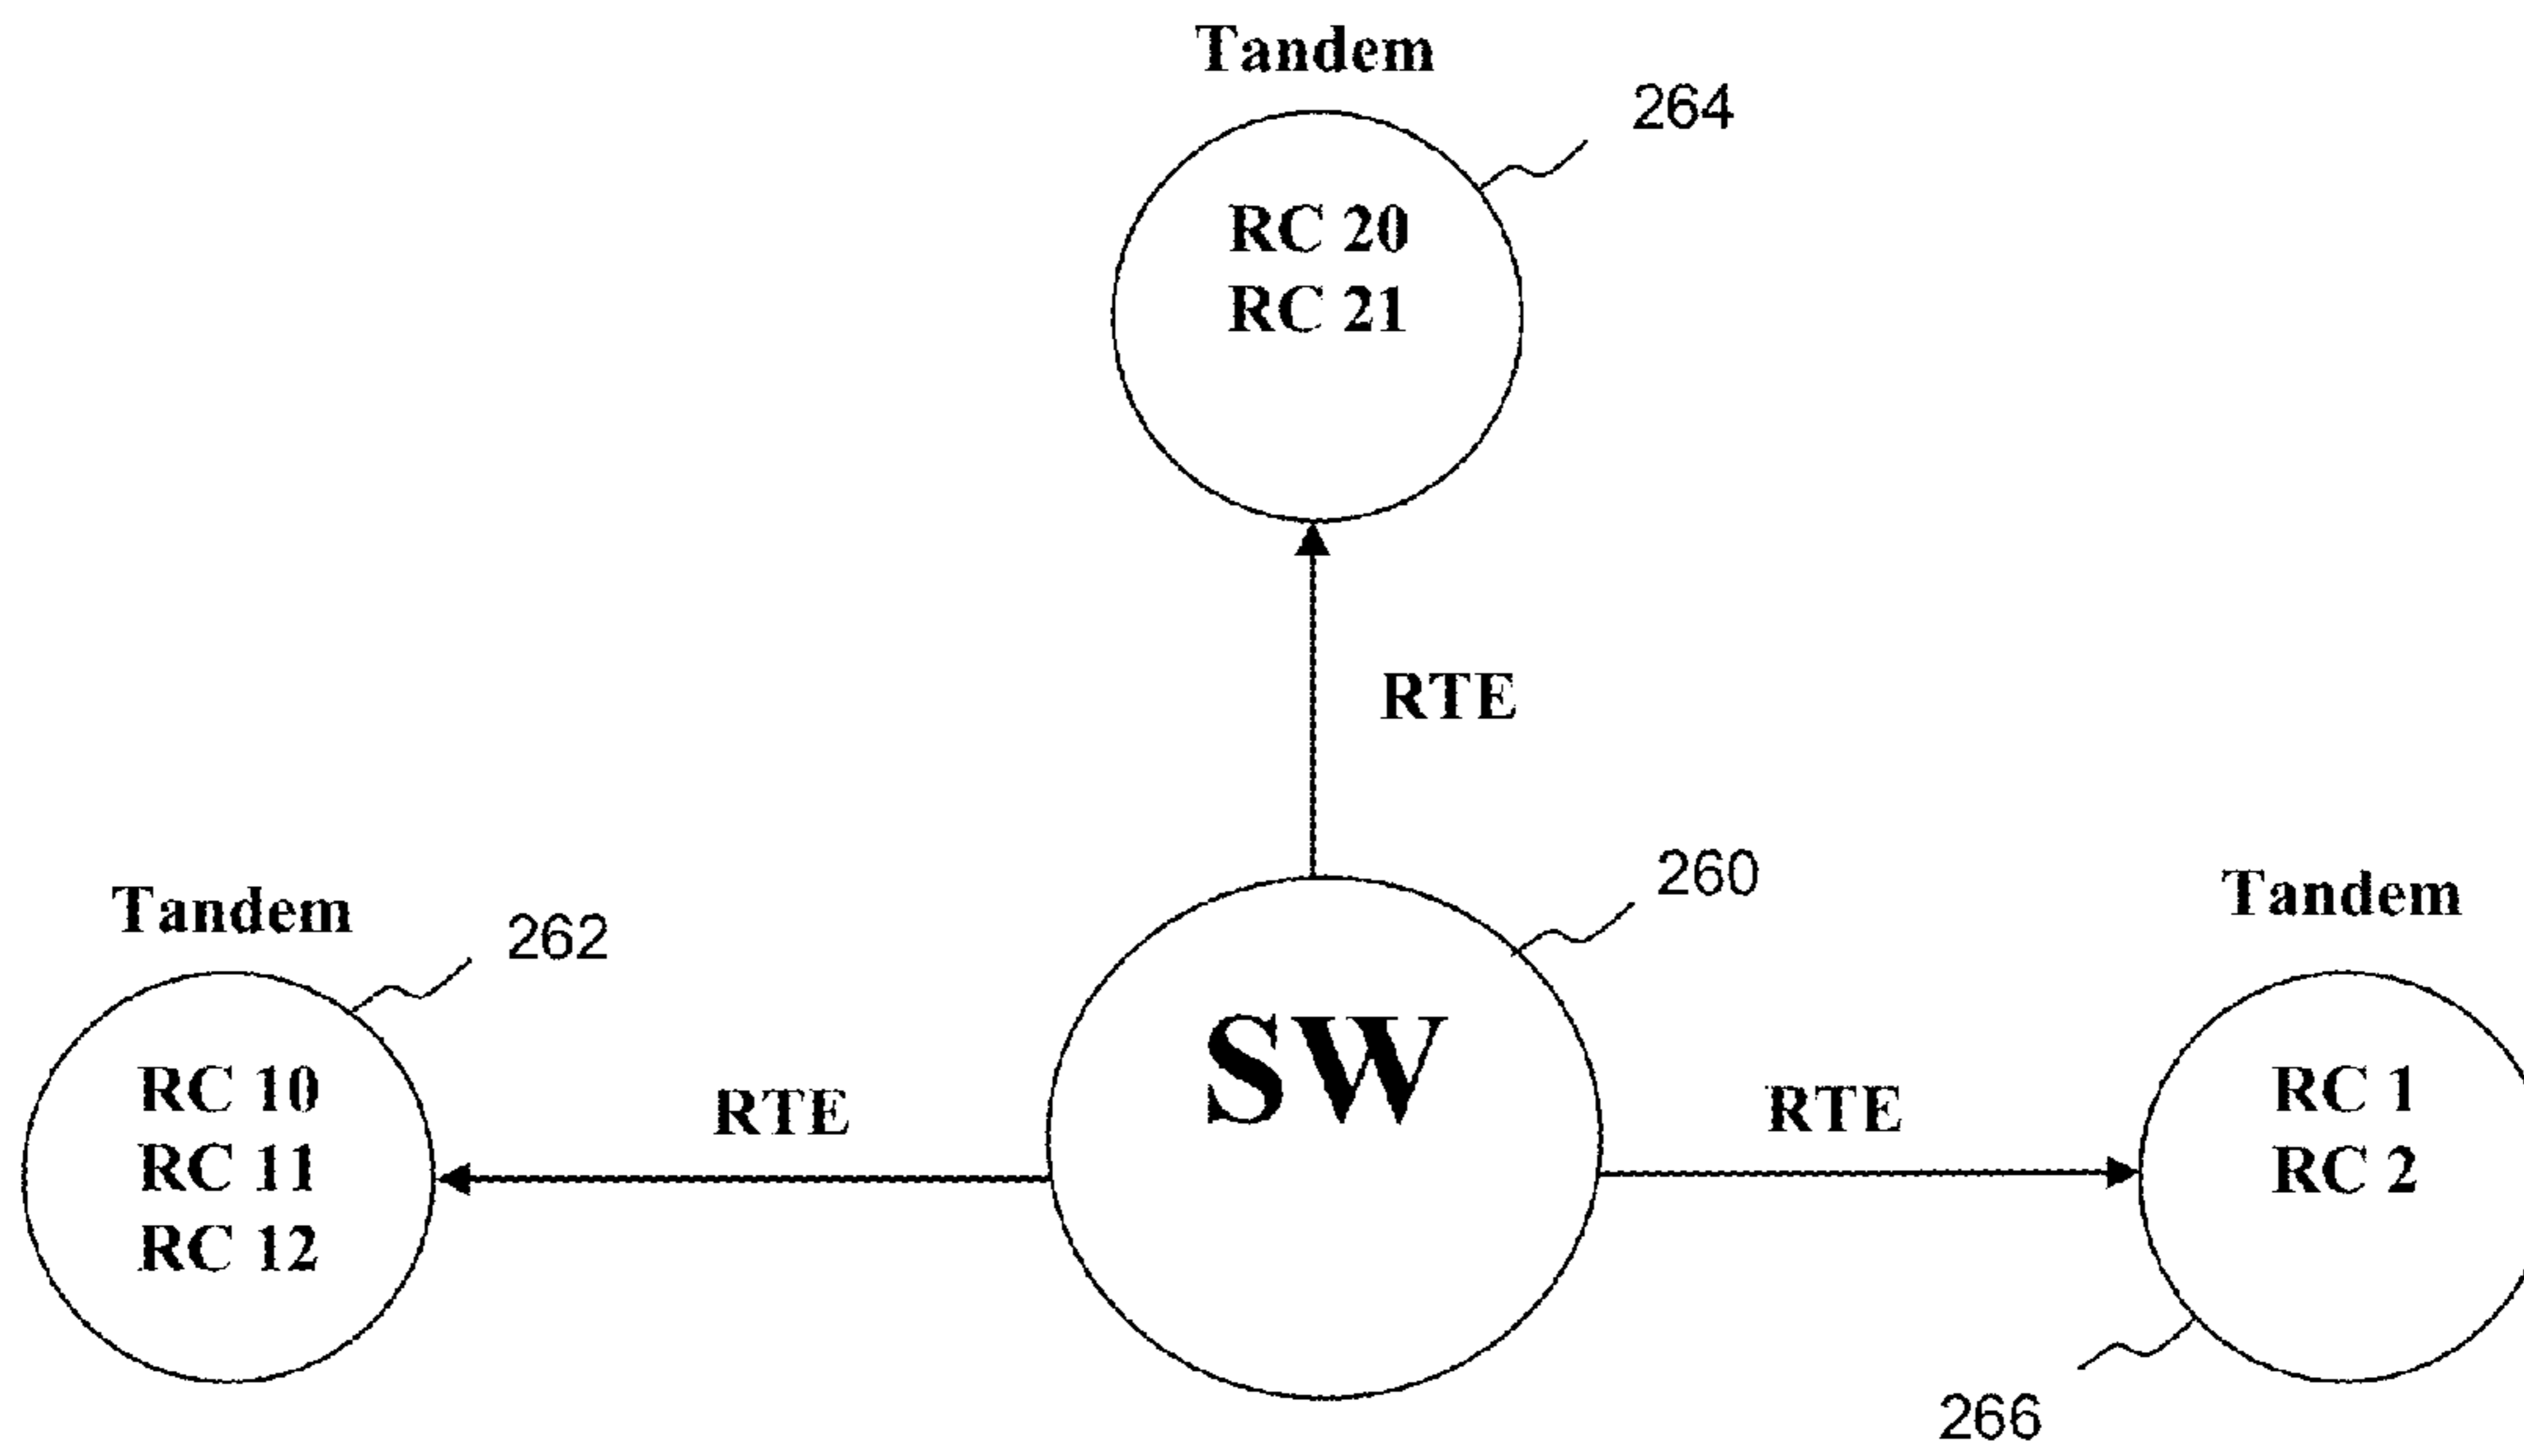 Tandem
264
RC 20
RC 21
RTE
260
Tandem
262
Tandem
SW
RC 10
RC 11
RC 12
RTE
RTE
RC 1
RC 2
266